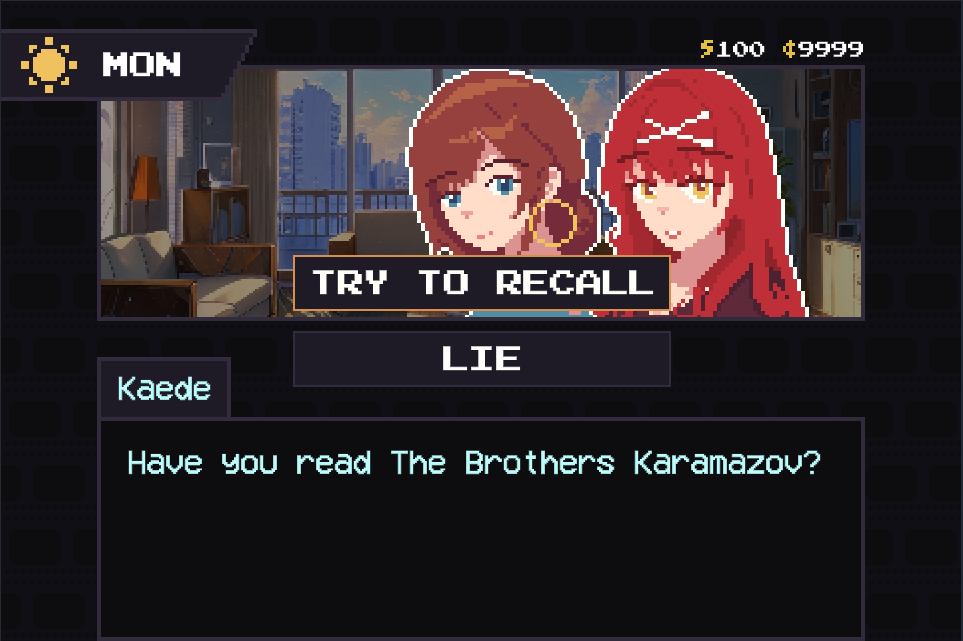 MON
$100 ¢9999
TRY TO RECALL
LIE
Kaede
Have you read The Brothers Karamazov?